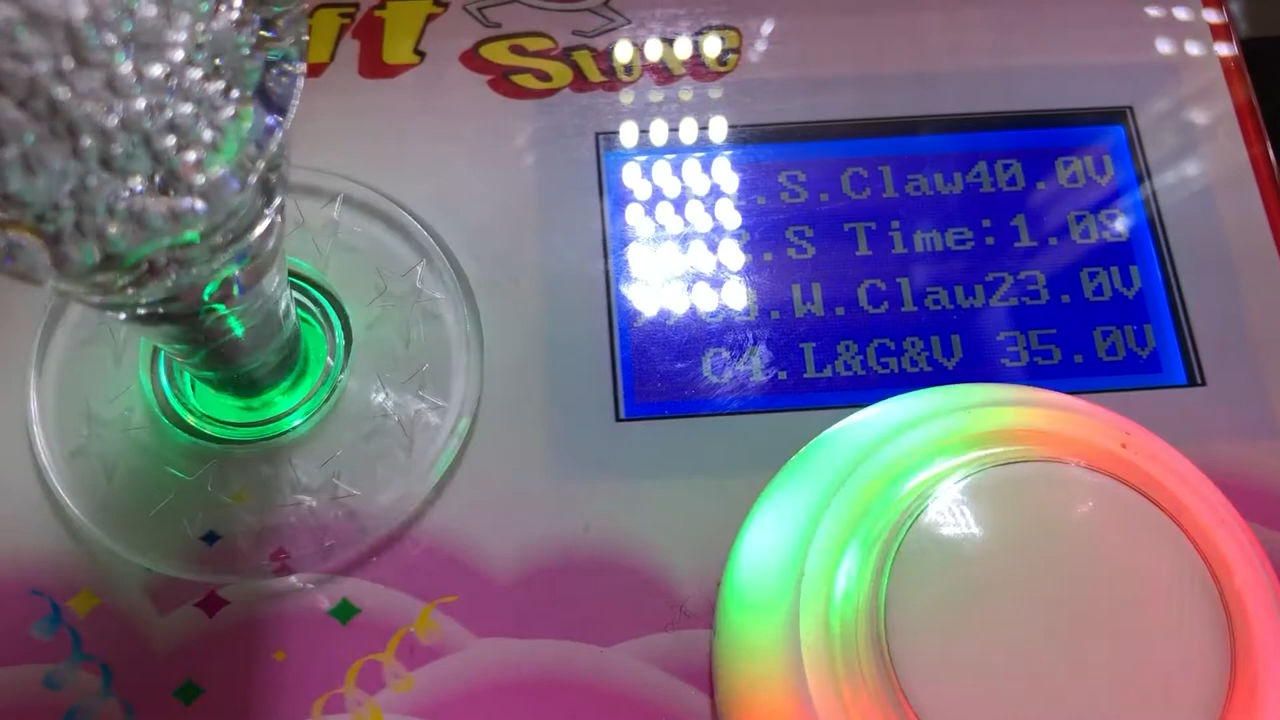 ft
Store
.S.Claw40.0V
.S Time:1.0S
.W.Claw23.0V
C4.L&G&V 35.0V